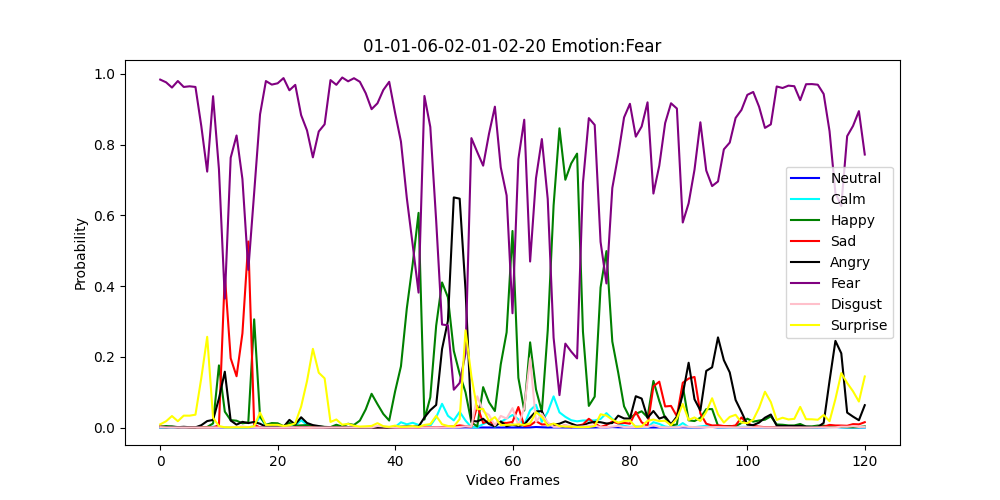 01-01-06-02-01-02-20 Emotion:Fear
1.0
0.8
0.6
0.4
0.2
0.0
Probability
0
20
40
60
80
100
120
Video Frames
Neutral
Calm
Happy
Sad
Angry
Fear
Disgust
Surprise